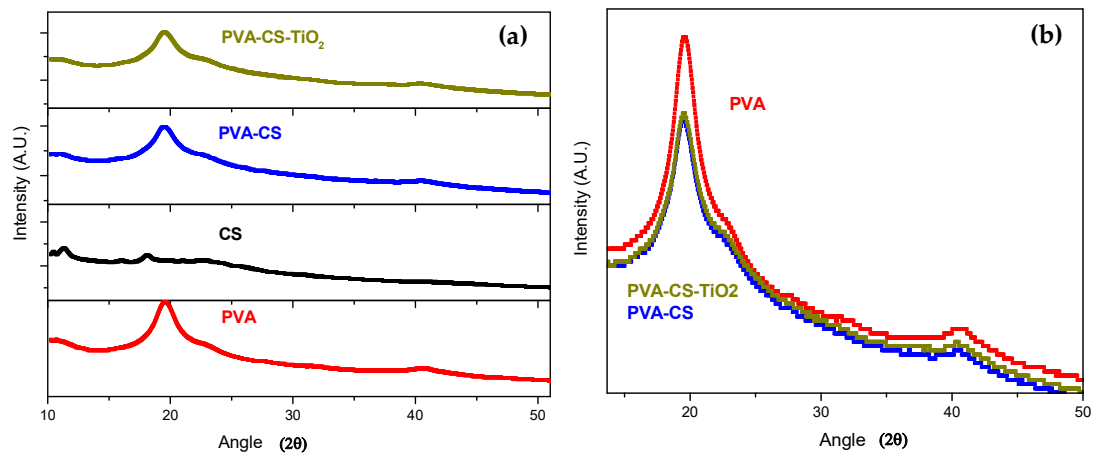 (a)
PVA-CS-TiO₂
PVA-CS
CS
PVA
Intensity (A.U.)
10 20 30 40 50
Angle (2θ)
(b)
PVA
PVA-CS-TiO2
PVA-CS
Intensity (A.U.)
20 30 40 50
Angle (2θ)